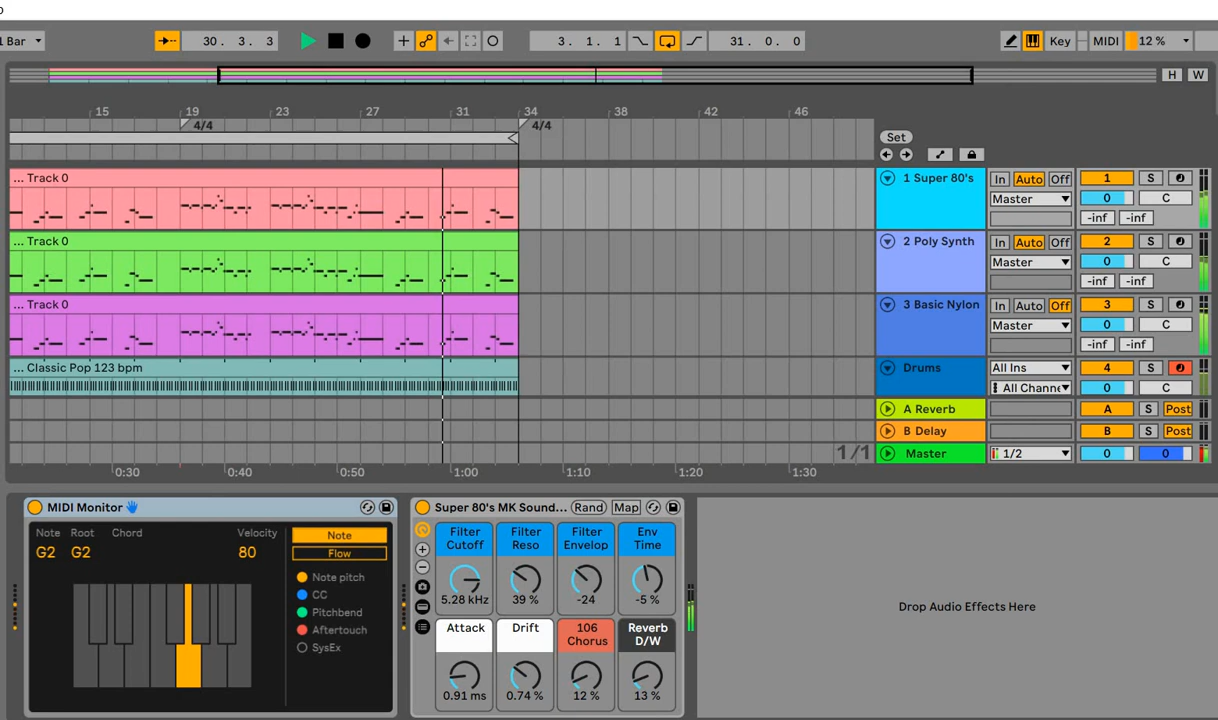 1 Bar
30. 3. 3
3. 1. 1
31. 0. 0
Key
MIDI
12 %
H W
15 19 23 27 31 34 38 42 46
4/4 4/4
Set
... Track 0
1 Super 80's
In Auto Off
1 S
Master
0 C
-inf -inf
... Track 0
2 Poly Synth
In Auto Off
2 S
Master
0 C
-inf -inf
... Track 0
3 Basic Nylon
In Auto Off
3 S
Master
0 C
-inf -inf
... Classic Pop 123 bpm
Drums
All Ins
4 S
All Channe
0 C
A Reverb
A S Post
B Delay
B S Post
1/1
Master
1/2
0 0
0:30 0:40 0:50 1:00 1:10 1:20 1:30
MIDI Monitor
Note Root Chord Velocity
G2 G2 80
Note
Flow
Note pitch
CC
Pitchbend
Aftertouch
SysEx
Super 80's MK Sound... Rand Map
Filter Cutoff
Filter Reso
Filter Envelop
Env Time
5.28 kHz 39 % -24 -5 %
Attack
Drift
106 Chorus
Reverb D/W
0.91 ms 0.74 % 12 % 13 %
Drop Audio Effects Here